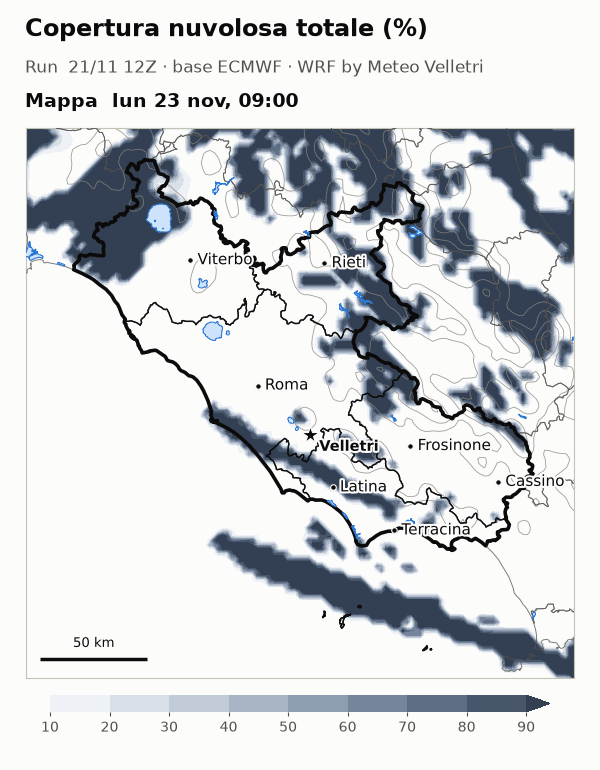 Copertura nuvolosa totale (%)
Run 21/11 12Z · base ECMWF · WRF by Meteo Velletri
Mappa lun 23 nov, 09:00
Viterbo
Rieti
Roma
Velletri
Frosinone
Latina
Cassino
Terracina
50 km
10 20 30 40 50 60 70 80 90